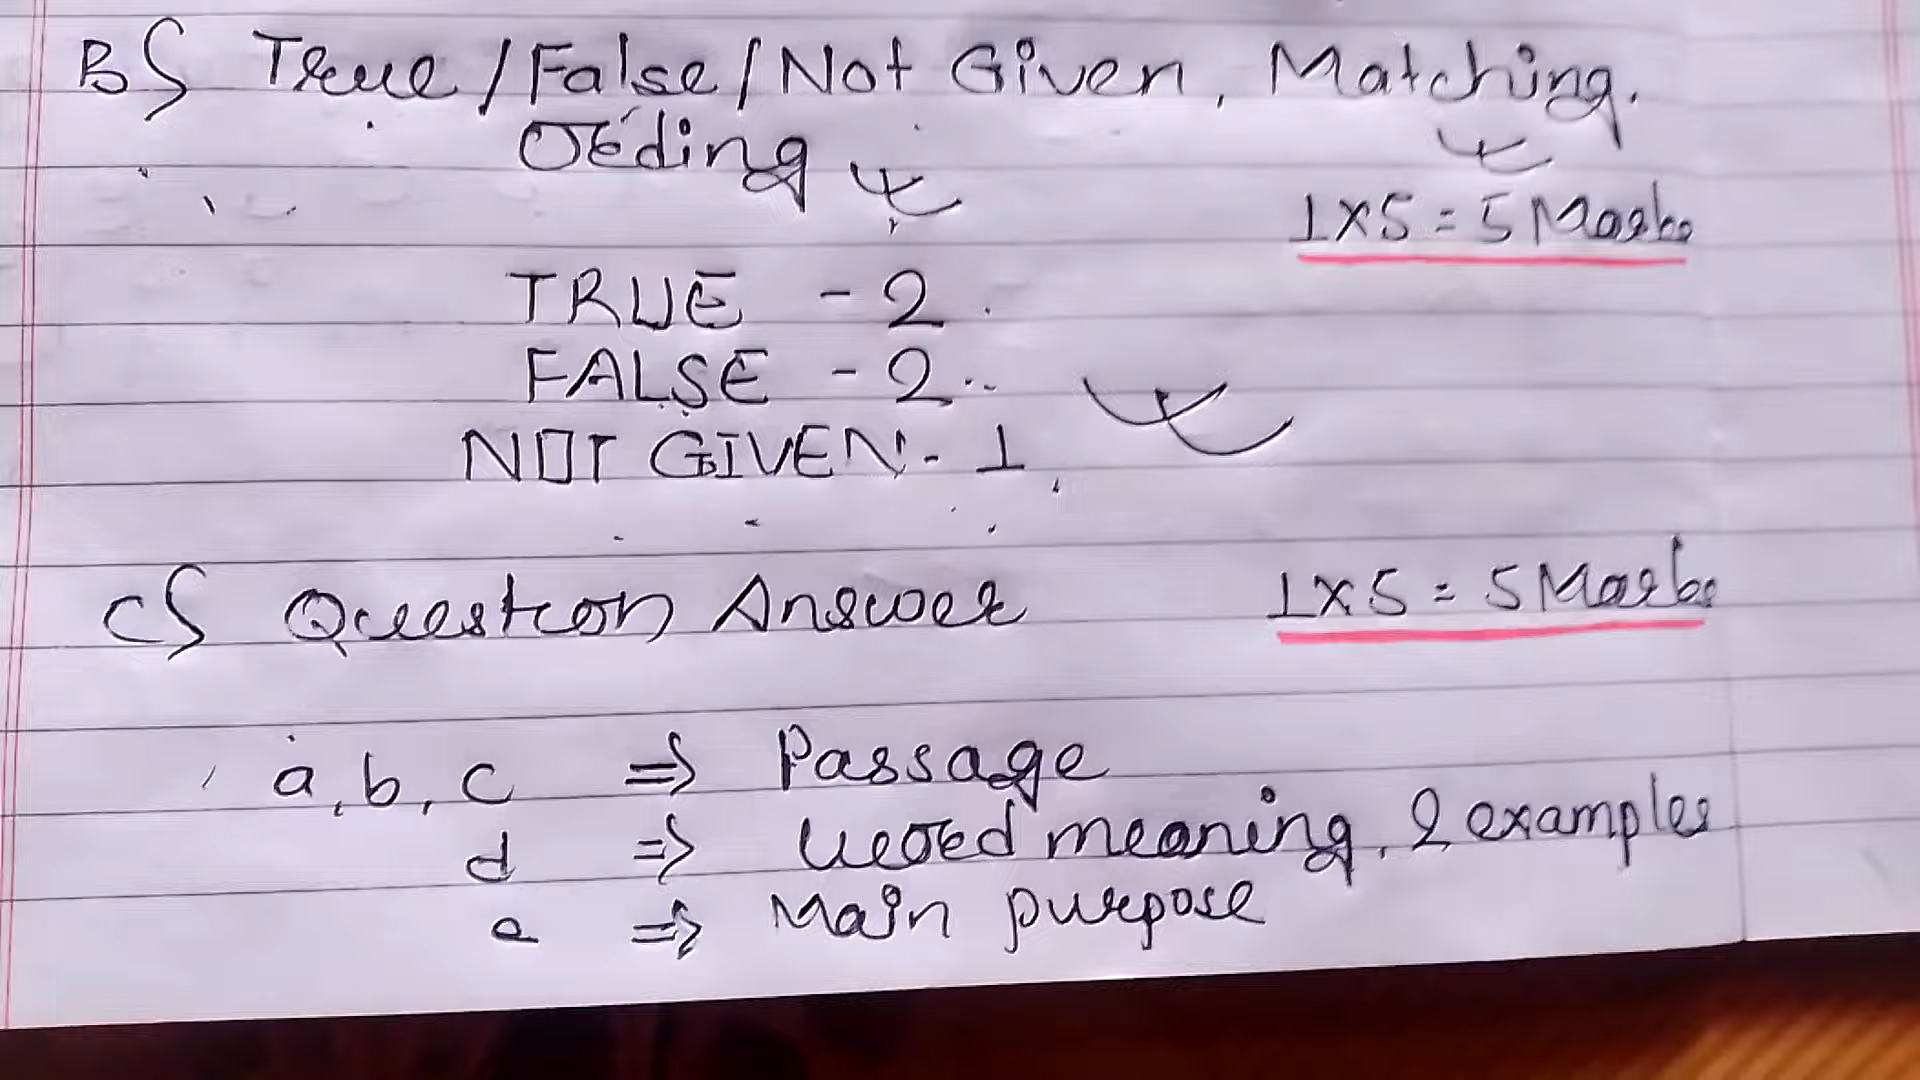 B) True/False/Not Given, Matching.
Ording
1x5 = 5 Marks
TRUE - 2
FALSE - 2
NOT GIVEN - 1
C) Question Answer 1x5 = 5 Marks
a, b, c => Passage
d => word meaning, 2 examples
e => Main purpose